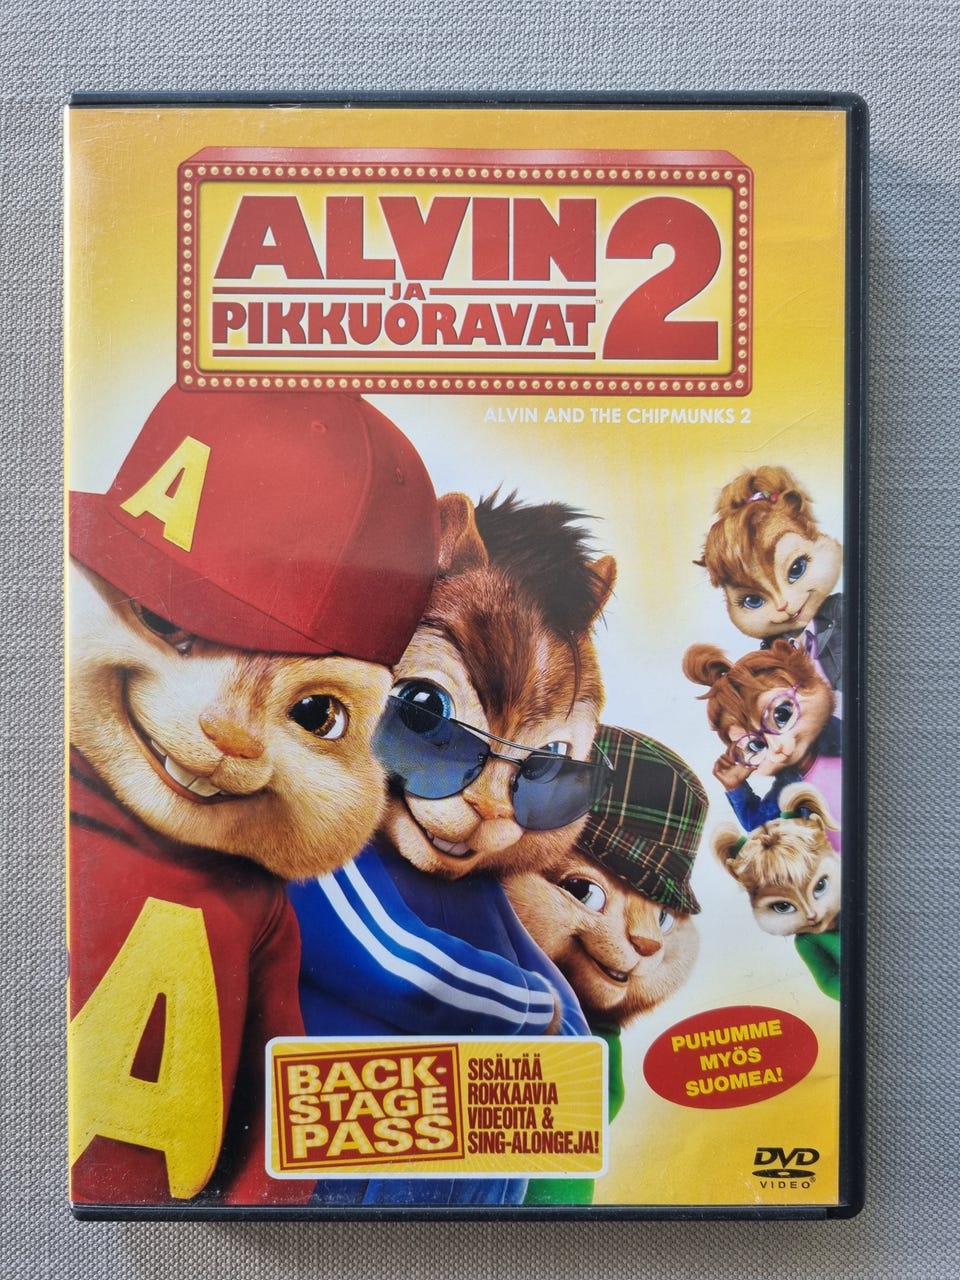 ALVIN
JA
PIKKUORAVAT™
2
ALVIN AND THE CHIPMUNKS 2
A
A
BACK-
STAGE
PASS
SISÄLTÄÄ
ROKKAAVIA
VIDEOITA &
SING-ALONGEJA!
PUHUMME
MYÖS
SUOMEA!
DVD
VIDEO®